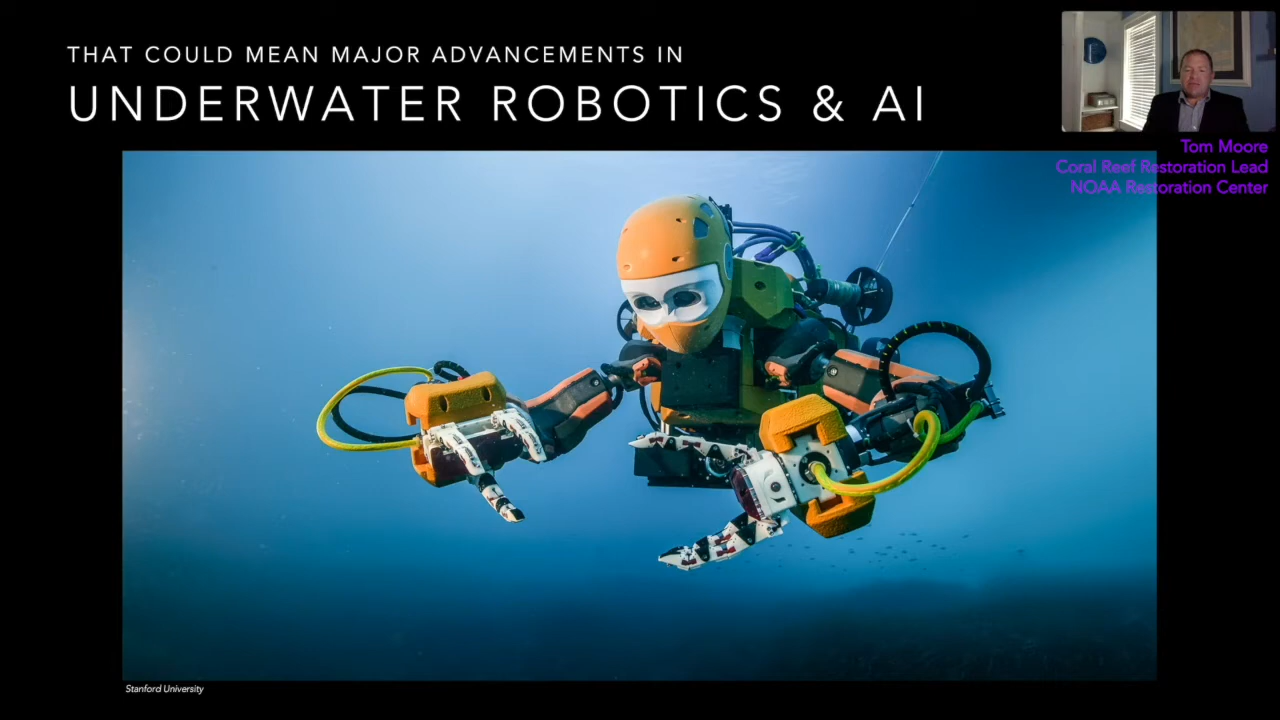 THAT COULD MEAN MAJOR ADVANCEMENTS IN
UNDERWATER ROBOTICS & AI
Tom Moore
Coral Reef Restoration Lead
NOAA Restoration Center
Stanford University